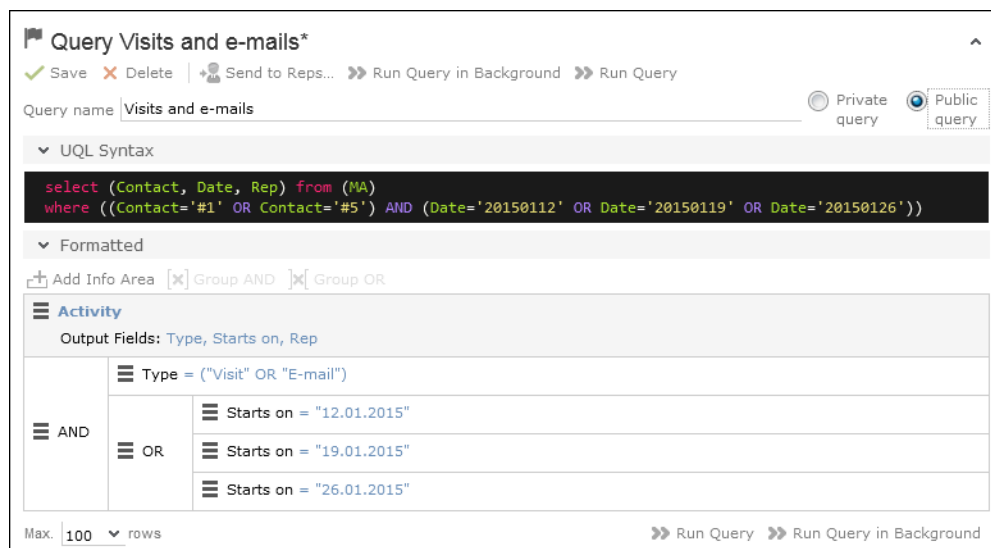 Query Visits and e-mails*
Save Delete Send to Reps... Run Query in Background Run Query
Query name Visits and e-mails Private query Public query
UQL Syntax
select (Contact, Date, Rep) from (MA)
where ((Contact='#1' OR Contact='#5') AND (Date='20150112' OR Date='20150119' OR Date='20150126'))
Formatted
Add Info Area Group AND Group OR
Activity
Output Fields: Type, Starts on, Rep
Type = ("Visit" OR "E-mail")
AND
OR
Starts on = "12.01.2015"
Starts on = "19.01.2015"
Starts on = "26.01.2015"
Max. 100 rows Run Query Run Query in Background